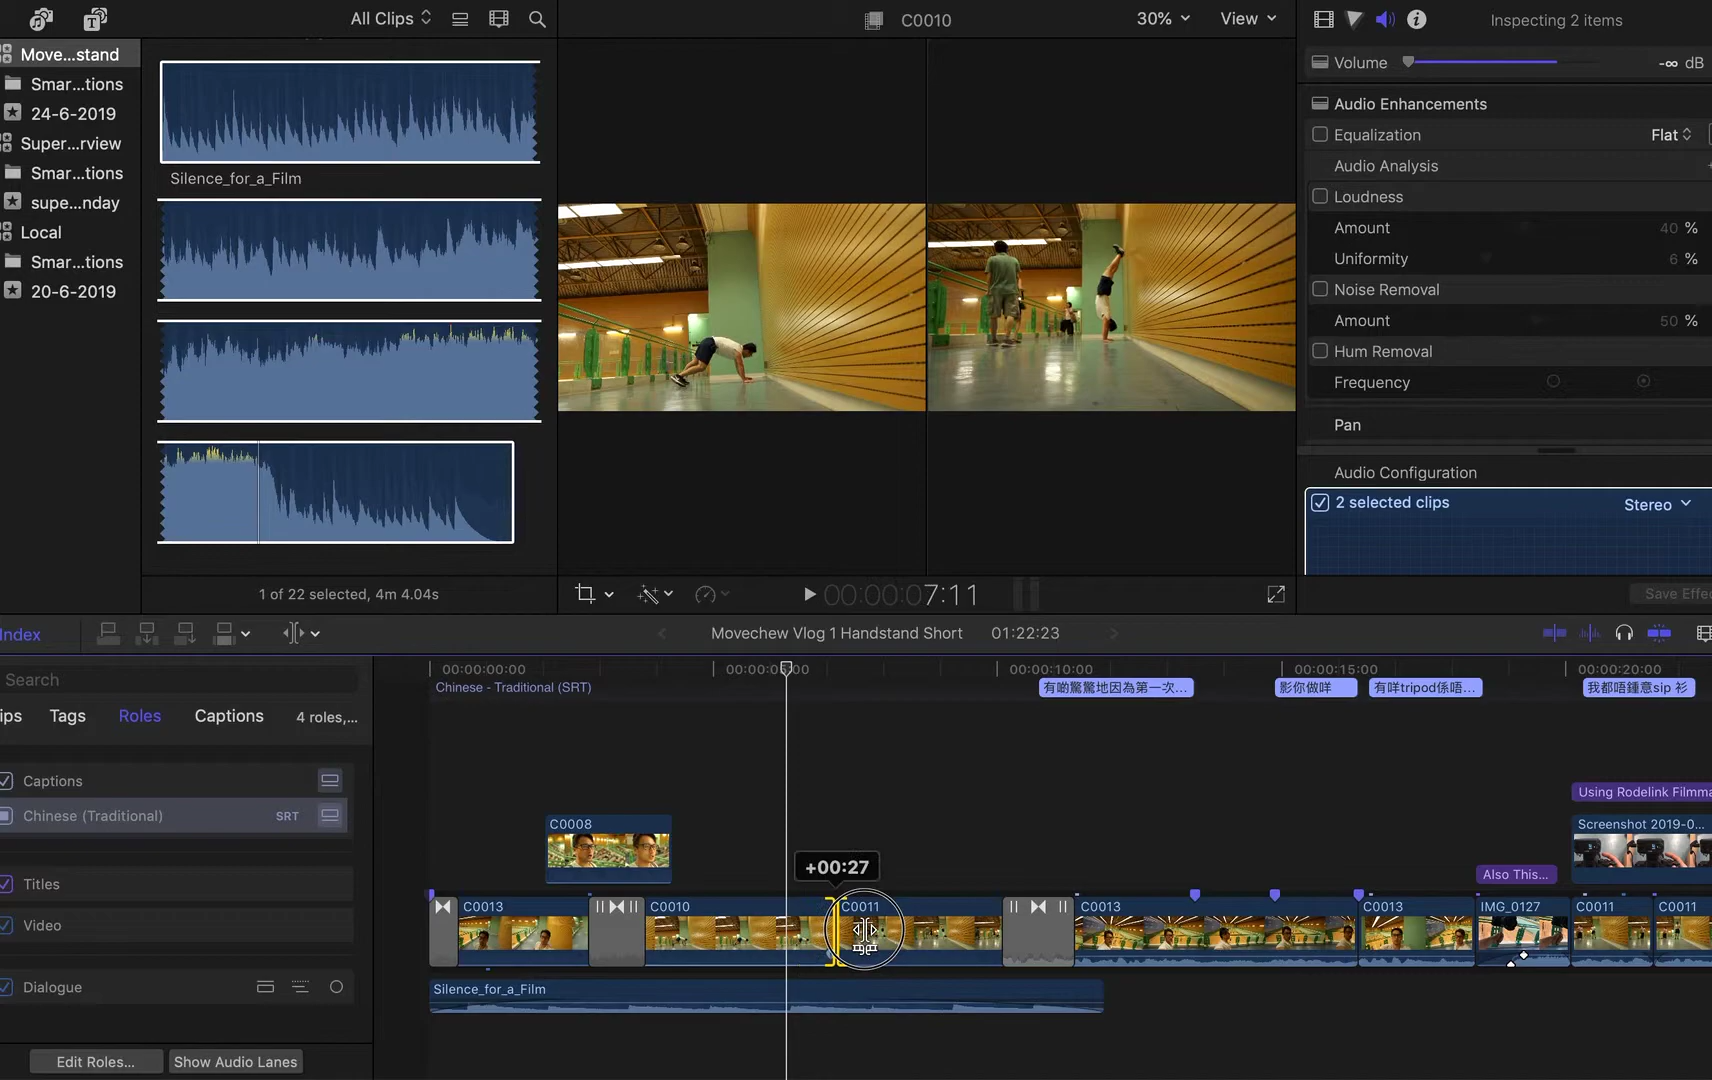 All Clips
C0010
30%
View
Inspecting 2 items
Move...stand
Smar...tions
24-6-2019
Super...rview
Smar...tions
supe...nday
Local
Smar...tions
20-6-2019
Silence_for_a_Film
1 of 22 selected, 4m 4.04s
00:00:07:11
Volume
-∞ dB
Audio Enhancements
Equalization
Flat
Audio Analysis
Loudness
Amount
40 %
Uniformity
6 %
Noise Removal
Amount
50 %
Hum Removal
Frequency
Pan
Audio Configuration
2 selected clips
Stereo
Save Effe
Index
Movechew Vlog 1 Handstand Short
01:22:23
Search
ips
Tags
Roles
Captions
4 roles,...
Captions
Chinese (Traditional)
SRT
Titles
Video
Dialogue
Edit Roles...
Show Audio Lanes
00:00:00:00
00:00:05:00
00:00:10:00
00:00:15:00
00:00:20:00
Chinese - Traditional (SRT)
有啲驚驚地因為第一次...
影你做咩
有咩tripod係唔...
我都唔鍾意sip 衫
Using Rodelink Filmma
C0008
Screenshot 2019-0...
+00:27
Also This...
C0013
C0010
C0011
C0013
C0013
IMG_0127
C0011
C0011
Silence_for_a_Film